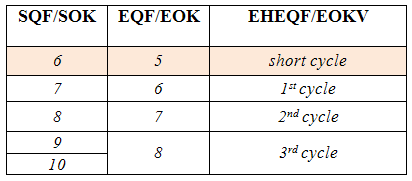 SQF/SOK EQF/EOK EHEQF/EOKV
6 5 short cycle
7 6 1st cycle
8 7 2nd cycle
9 8 3rd cycle
10